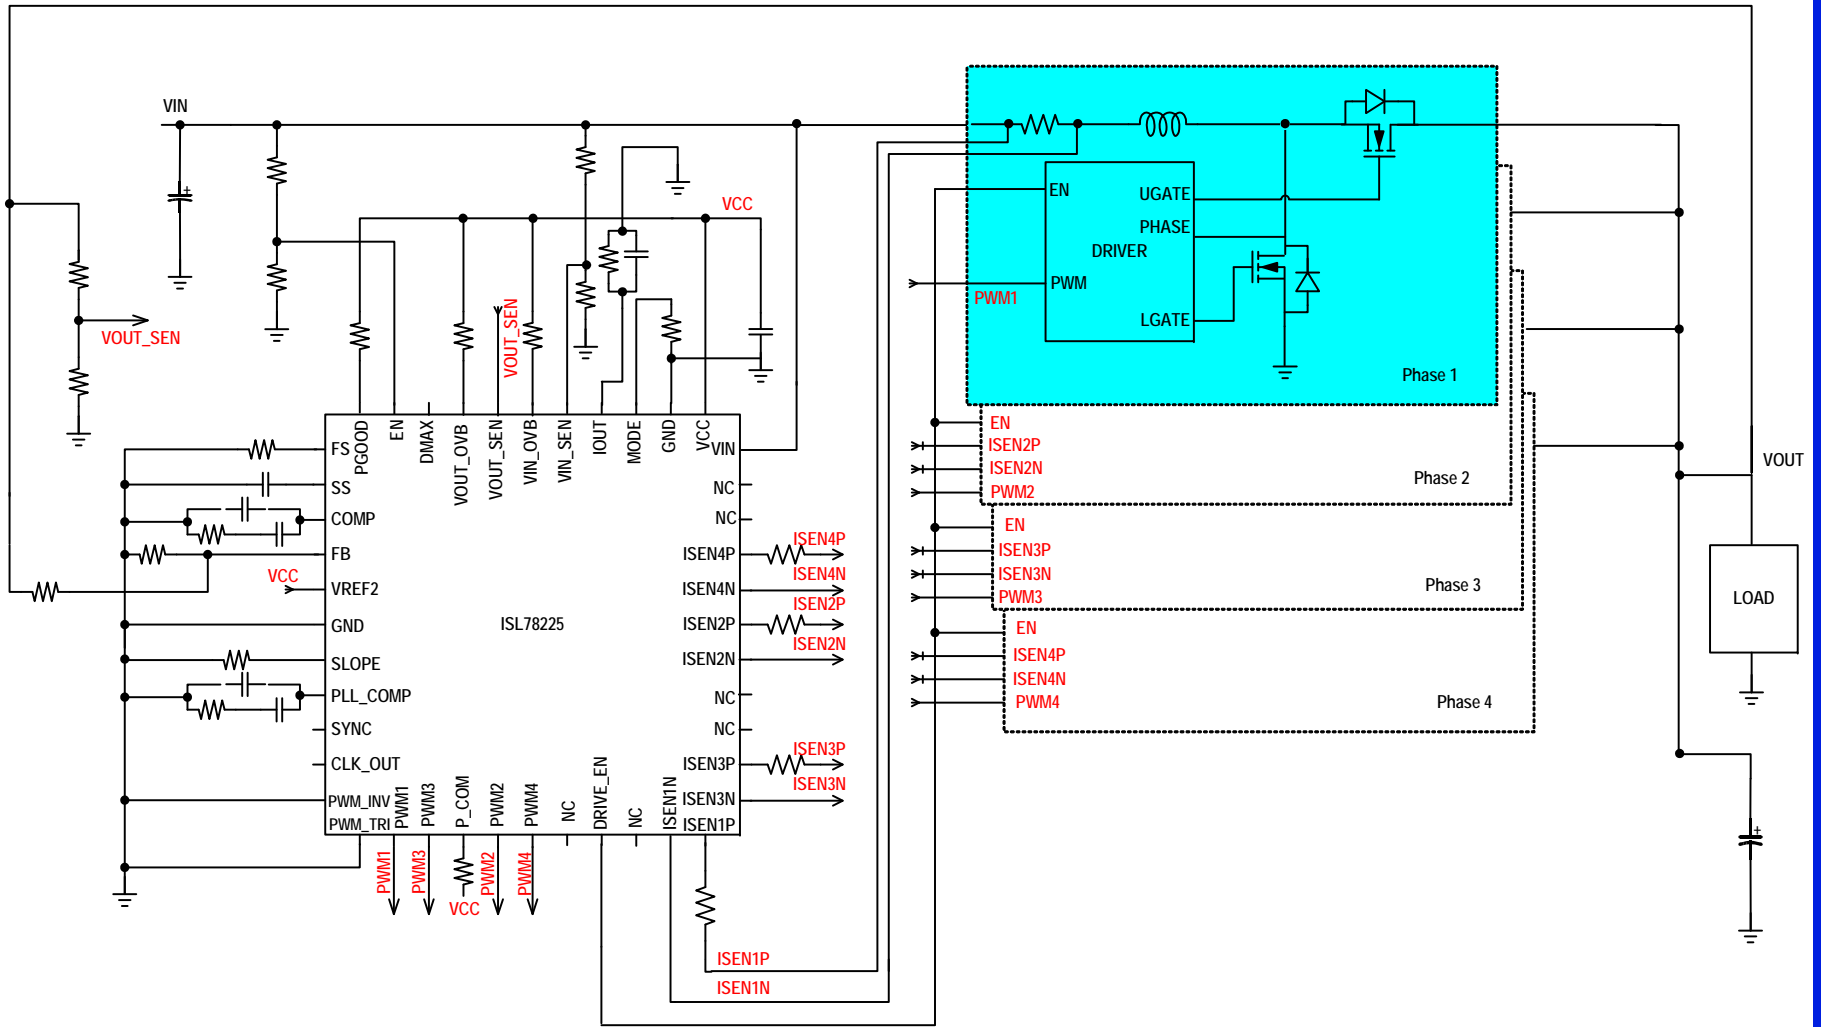 VIN
VCC
VOUT_SEN
VOUT_SEN
PGOOD
EN
DMAX
VOUT_OVB
VOUT_SEN
VIN_OVB
VIN_SEN
IOUT
MODE
GND
VCC
FS
SS
COMP
FB
VCC
VREF2
GND
SLOPE
PLL_COMP
SYNC
CLK_OUT
PWM_INV
PWM_TRI
ISL78225
VIN
NC
NC
ISEN4P
ISEN4N
ISEN2P
ISEN2N
NC
NC
ISEN3P
ISEN3N
ISEN1P
ISEN4P
ISEN4N
ISEN2P
ISEN2N
ISEN3P
ISEN3N
PWM1
PWM3
P_COM
PWM2
PWM4
NC
DRIVE_EN
NC
ISEN1N
PWM1
PWM3
VCC
PWM2
PWM4
ISEN1P
ISEN1N
EN
UGATE
PHASE
DRIVER
PWM
LGATE
PWM1
Phase 1
EN
ISEN2P
ISEN2N
PWM2
Phase 2
EN
ISEN3P
ISEN3N
PWM3
Phase 3
EN
ISEN4P
ISEN4N
PWM4
Phase 4
VOUT
LOAD
+
+